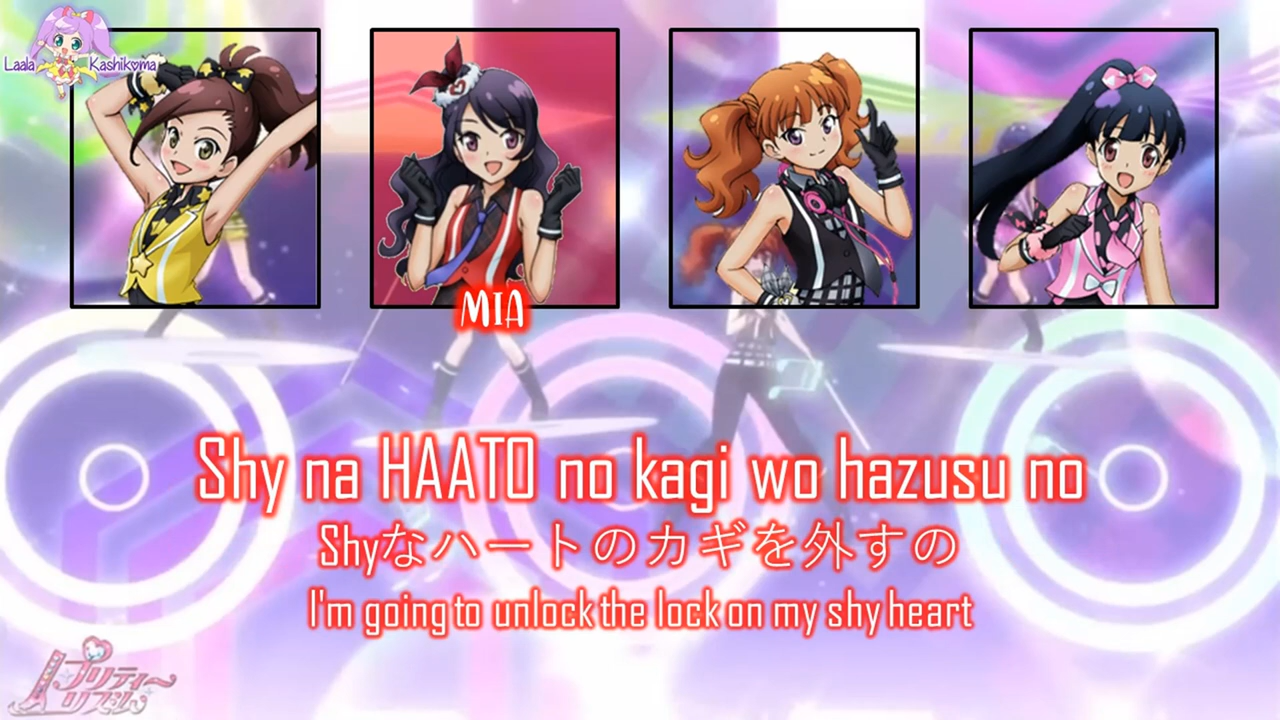 Laala Kashikoma
MIA
Shy na HAATO no kagi wo hazusu no
Shyなハートのカギを外すの
I'm going to unlock the lock on my shy heart
プリティー
リズム